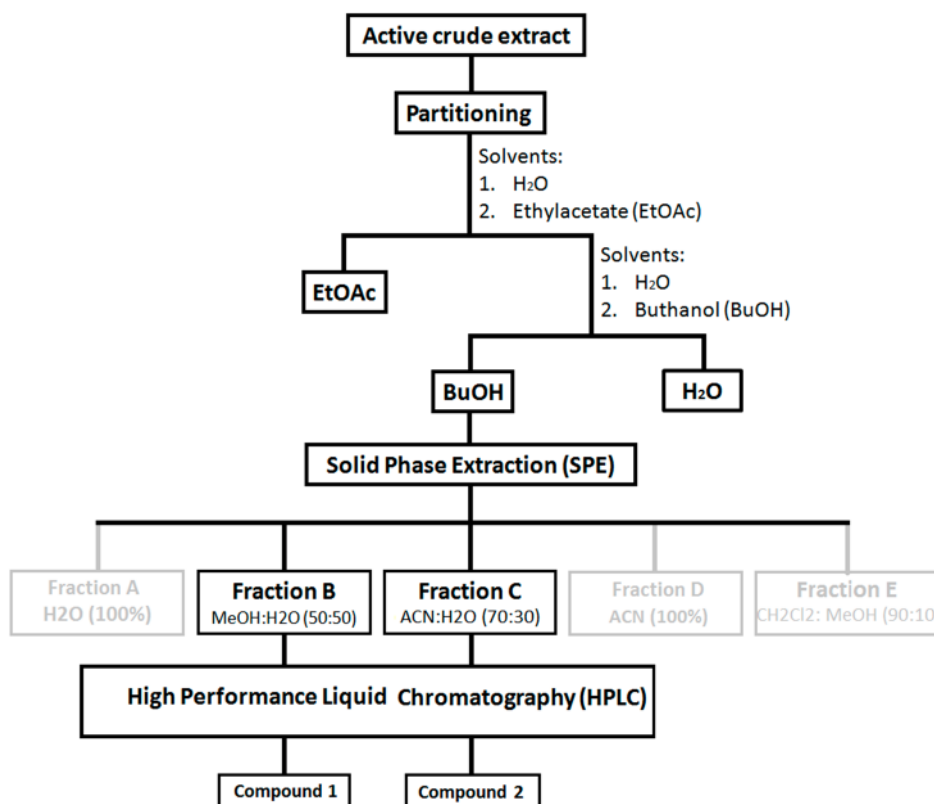 Active crude extract
Partitioning
Solvents:
1. H₂O
2. Ethylacetate (EtOAc)
EtOAc
Solvents:
1. H₂O
2. Buthanol (BuOH)
BuOH
H₂O
Solid Phase Extraction (SPE)
Fraction A
H2O (100%)
Fraction B
MeOH:H2O (50:50)
Fraction C
ACN:H2O (70:30)
Fraction D
ACN (100%)
Fraction E
CH2Cl2: MeOH (90:10
High Performance Liquid Chromatography (HPLC)
Compound 1
Compound 2